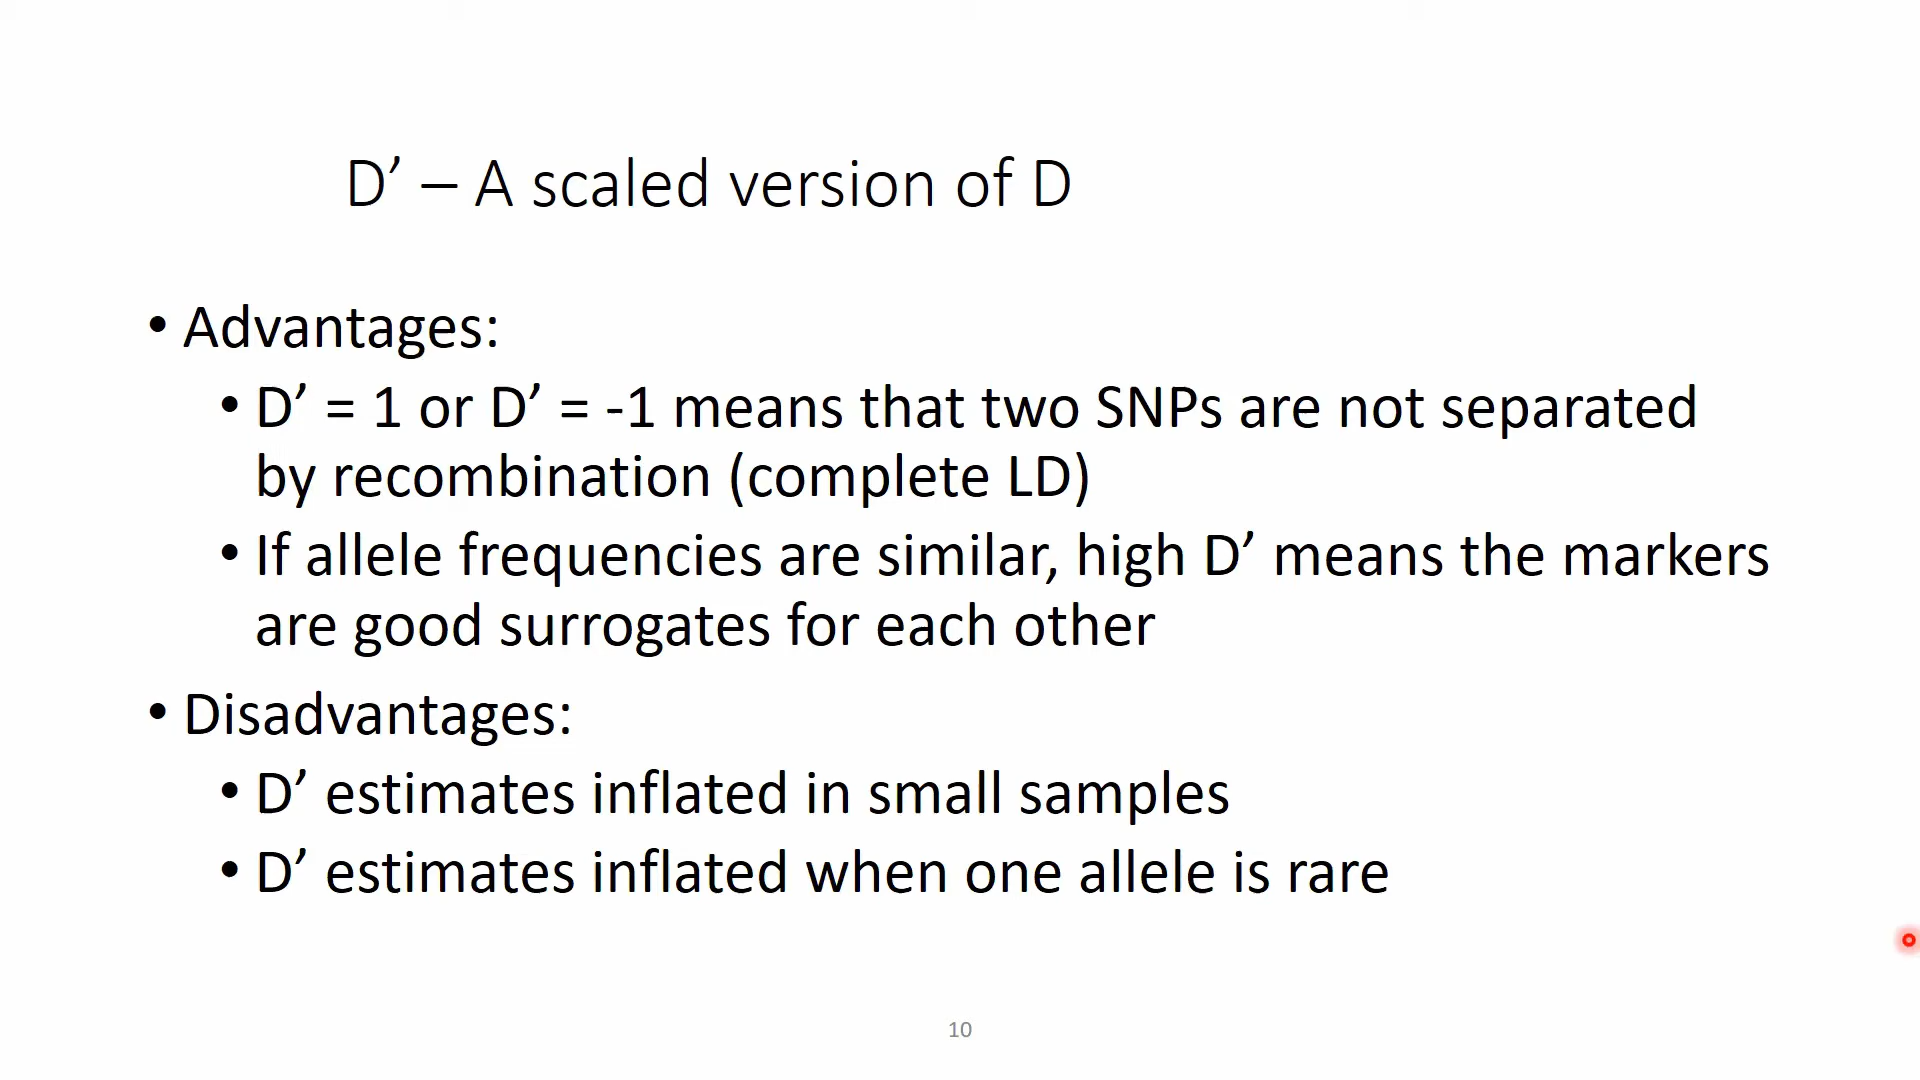 D’ – A scaled version of D
• Advantages:
• D’ = 1 or D’ = -1 means that two SNPs are not separated
by recombination (complete LD)
• If allele frequencies are similar, high D’ means the markers
are good surrogates for each other
• Disadvantages:
• D’ estimates inflated in small samples
• D’ estimates inflated when one allele is rare
10